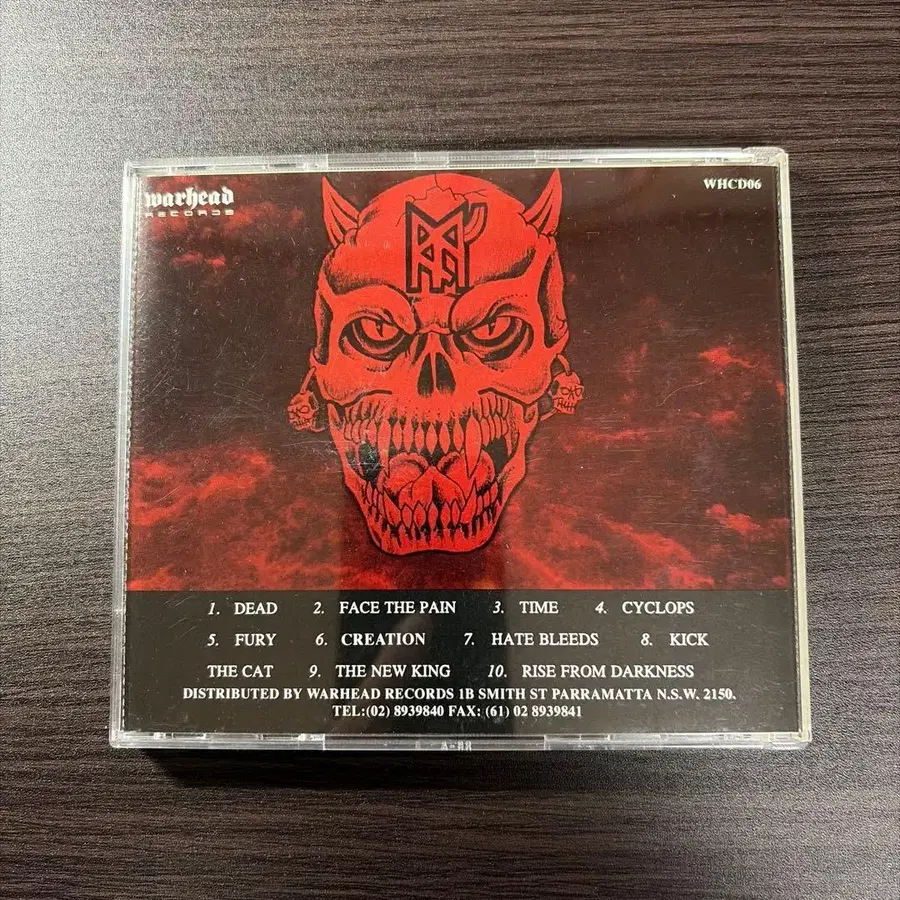 warhead
RECORDS
WHCD06
1. DEAD 2. FACE THE PAIN 3. TIME 4. CYCLOPS
5. FURY 6. CREATION 7. HATE BLEEDS 8. KICK
THE CAT 9. THE NEW KING 10. RISE FROM DARKNESS
DISTRIBUTED BY WARHEAD RECORDS 1B SMITH ST PARRAMATTA N.S.W. 2150.
TEL:(02) 8939840 FAX: (61) 02 8939841